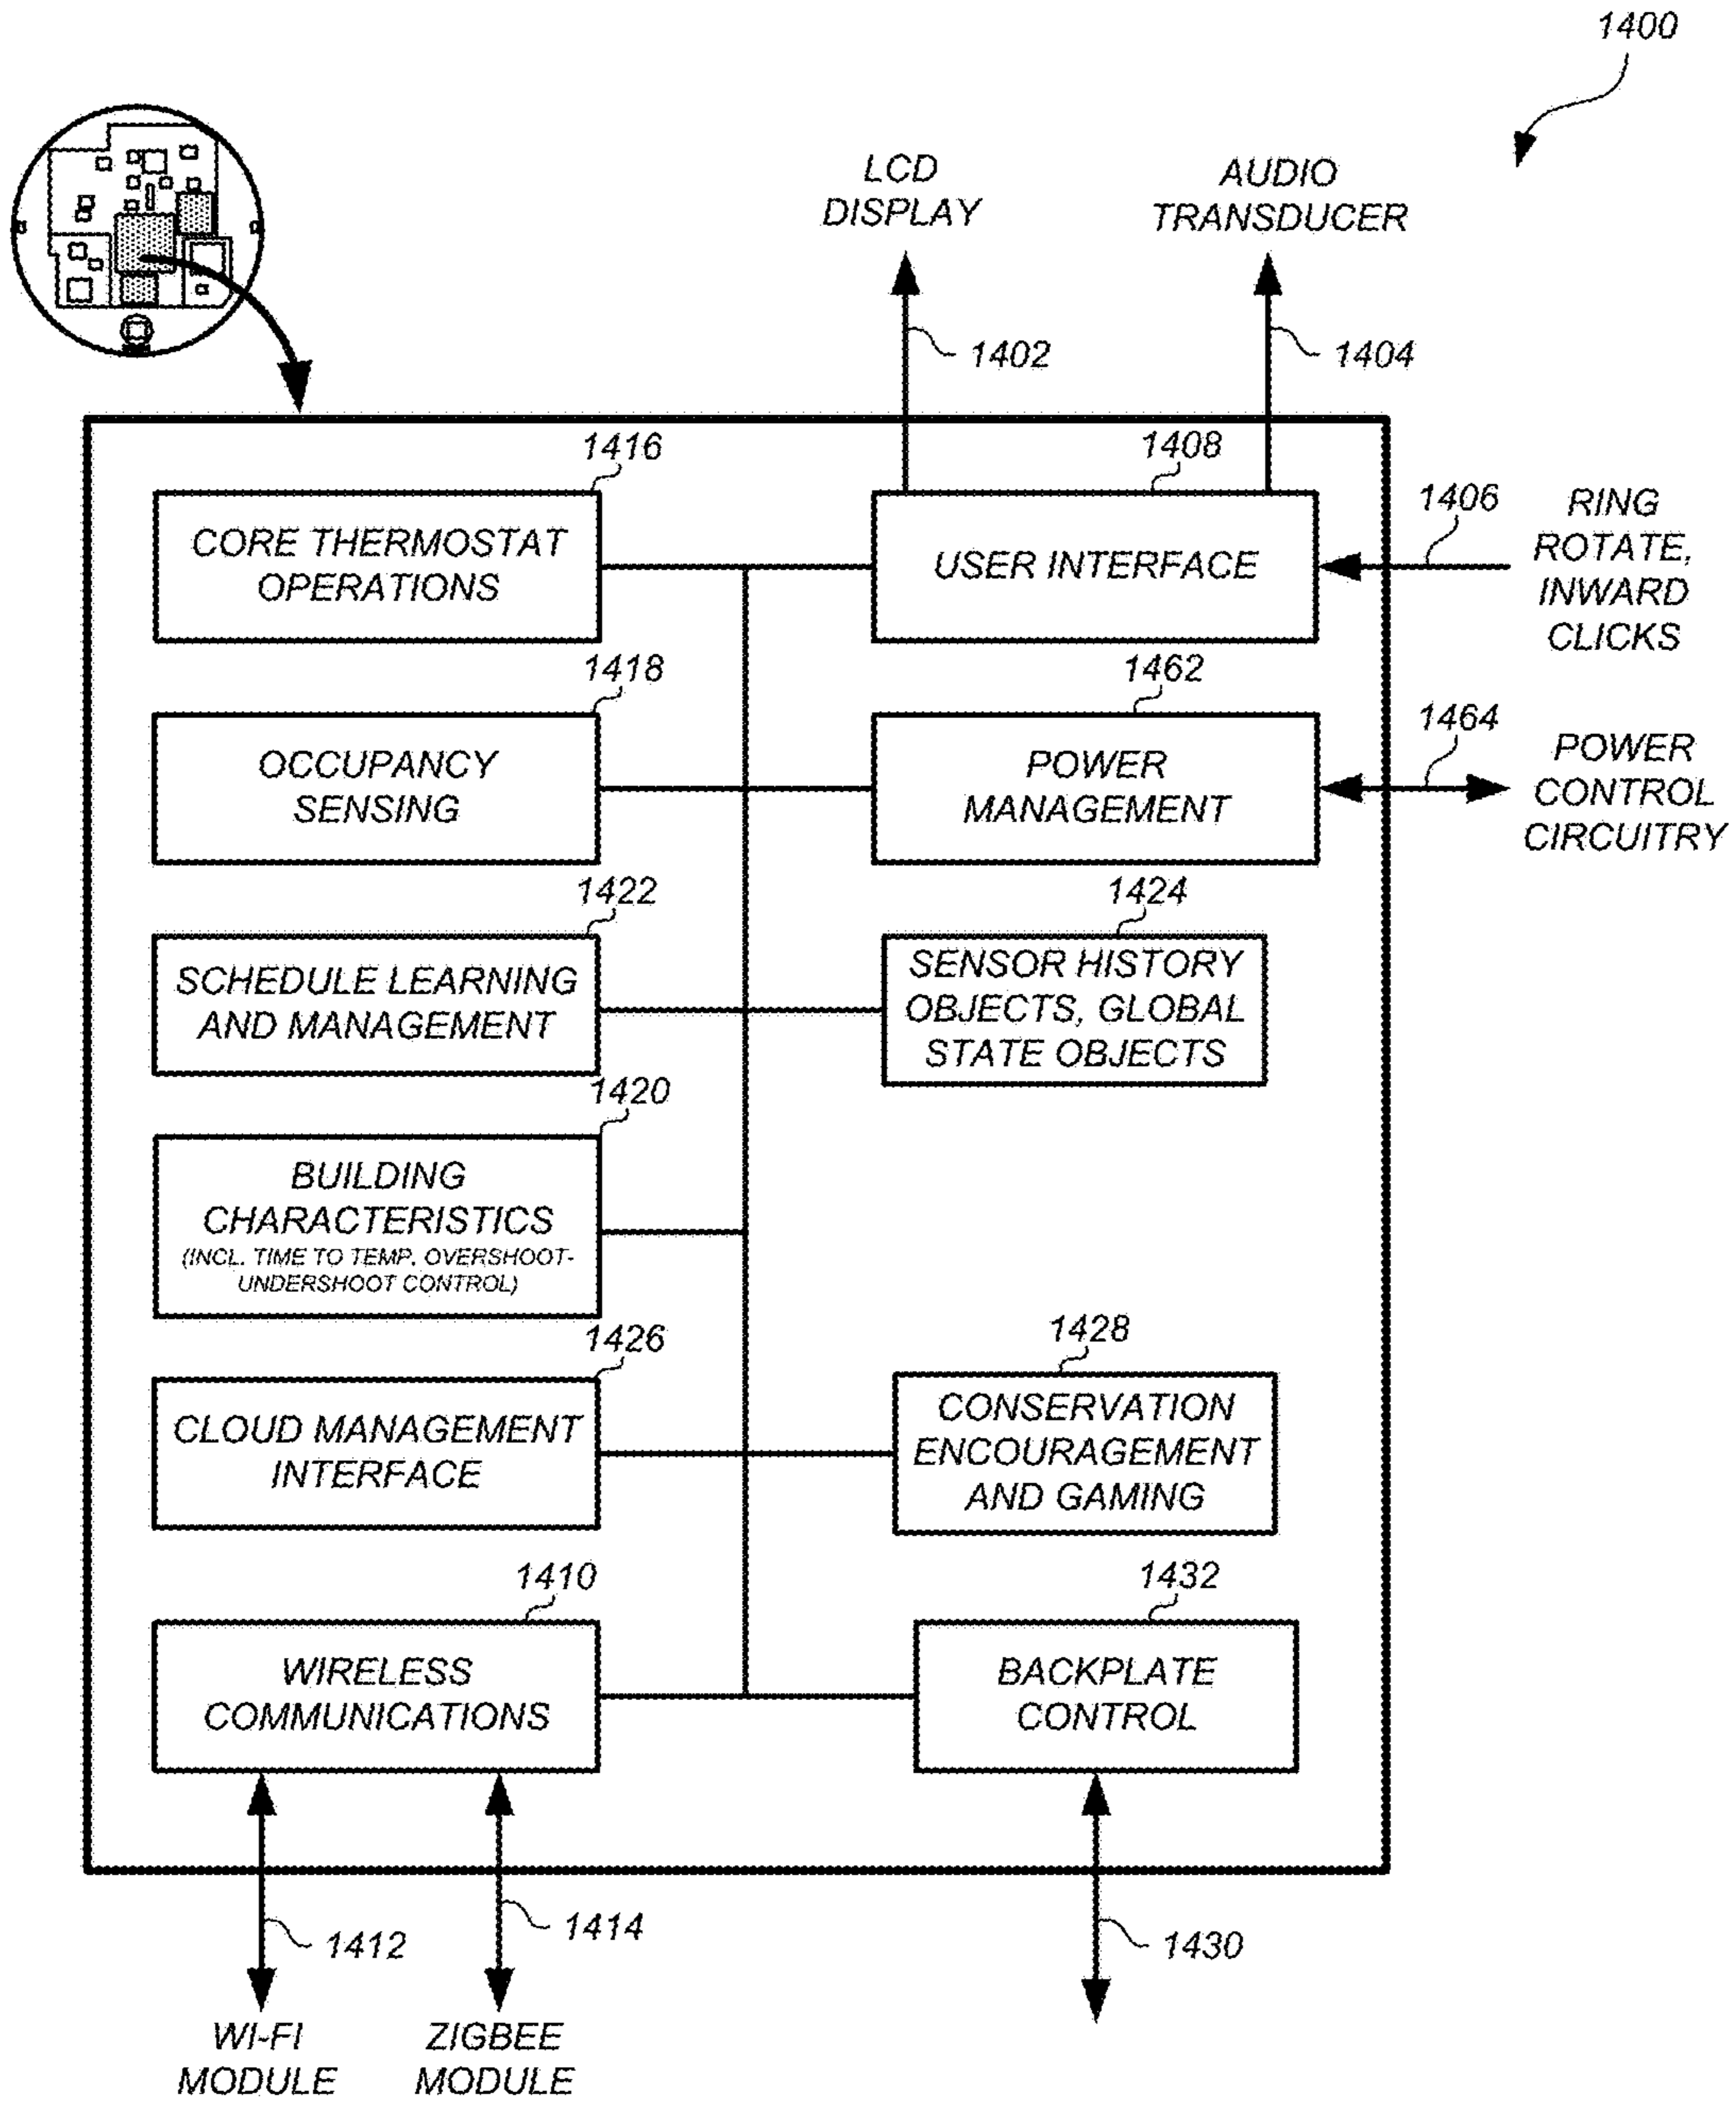 1400
LCD
DISPLAY
AUDIO
TRANSDUCER
1402
1404
1416
CORE THERMOSTAT
OPERATIONS
1408
USER INTERFACE
1406
RING
ROTATE,
INWARD
CLICKS
1418
OCCUPANCY
SENSING
1462
POWER
MANAGEMENT
1464
POWER
CONTROL
CIRCUITRY
1422
SCHEDULE LEARNING
AND MANAGEMENT
1424
SENSOR HISTORY
OBJECTS, GLOBAL
STATE OBJECTS
1420
BUILDING
CHARACTERISTICS
(INCL. TIME TO TEMP, OVERSHOOT-
UNDERSHOOT CONTROL)
1426
CLOUD MANAGEMENT
INTERFACE
1428
CONSERVATION
ENCOURAGEMENT
AND GAMING
1410
WIRELESS
COMMUNICATIONS
1432
BACKPLATE
CONTROL
1412
1414
1430
WI-FI
MODULE
ZIGBEE
MODULE